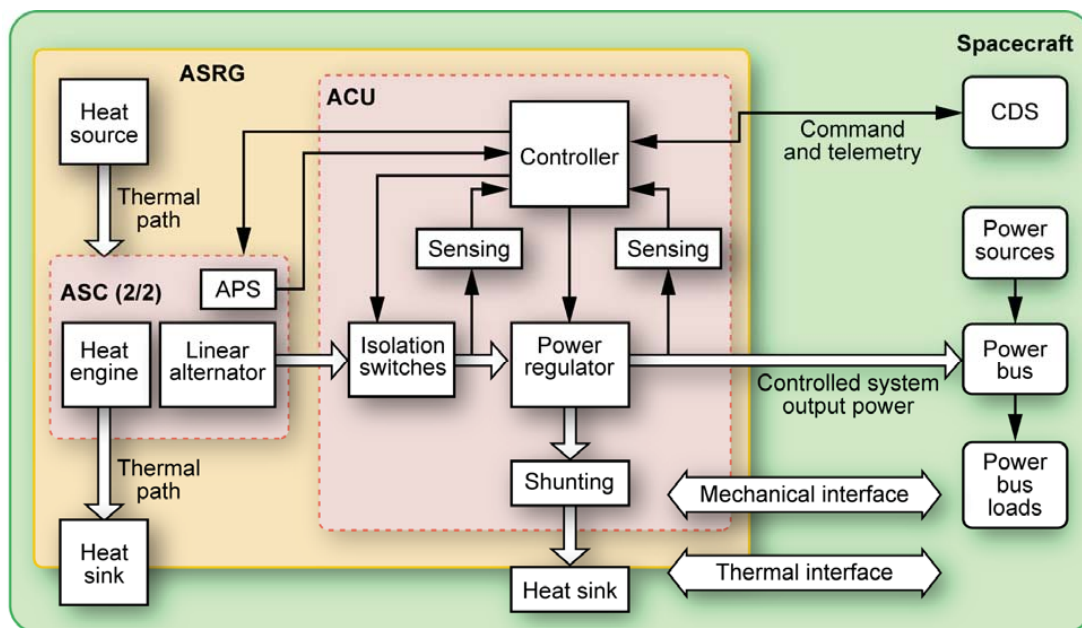 Spacecraft
ASRG
ACU
Heat
source
Controller
CDS
Command
and telemetry
Thermal
path
Sensing
Sensing
Power
sources
ASC (2/2)
APS
Heat
engine
Linear
alternator
Isolation
switches
Power
regulator
Power
bus
Controlled system
output power
Thermal
path
Shunting
Mechanical interface
Power
bus
loads
Heat
sink
Heat sink
Thermal interface